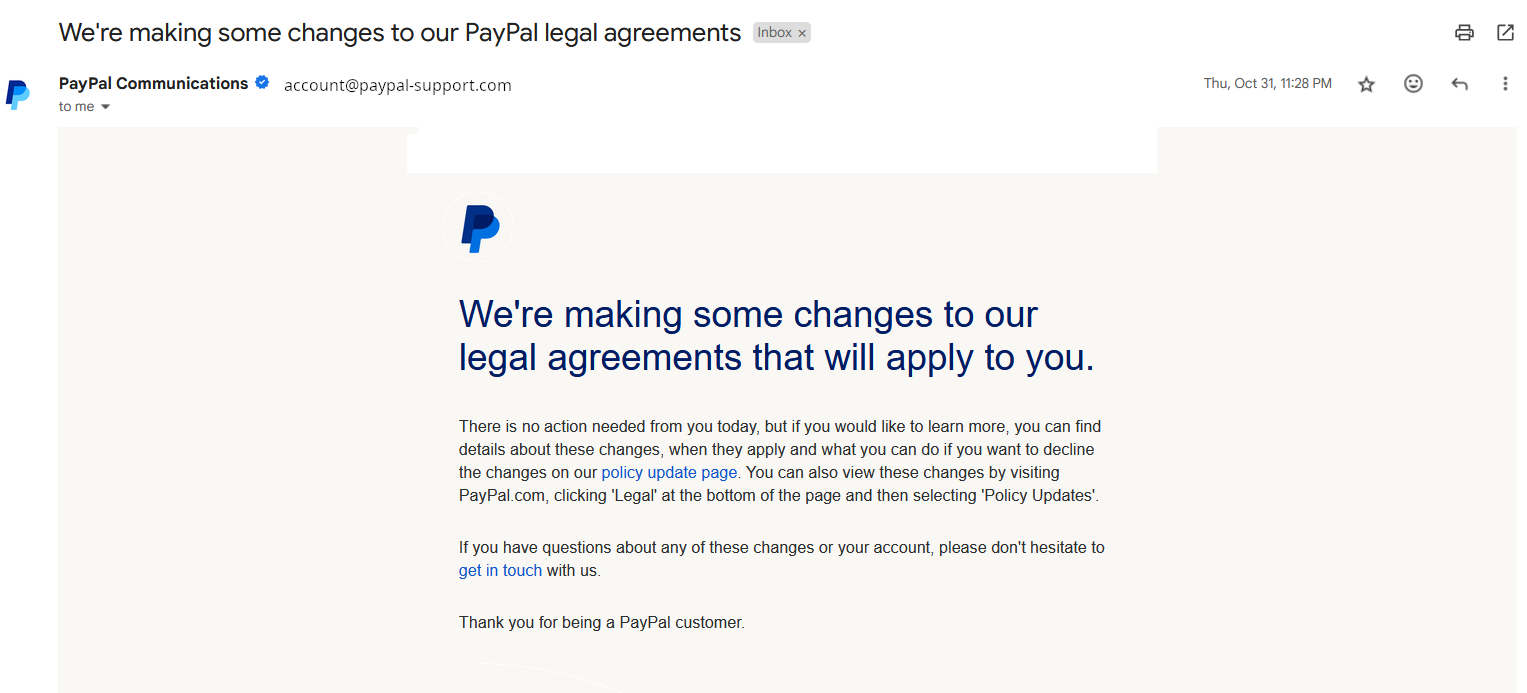 We're making some changes to our PayPal legal agreements Inbox ×
PayPal Communications account@paypal-support.com Thu, Oct 31, 11:28 PM
to me
We're making some changes to our
legal agreements that will apply to you.
There is no action needed from you today, but if you would like to learn more, you can find
details about these changes, when they apply and what you can do if you want to decline
the changes on our policy update page. You can also view these changes by visiting
PayPal.com, clicking 'Legal' at the bottom of the page and then selecting 'Policy Updates'.
If you have questions about any of these changes or your account, please don't hesitate to
get in touch with us.
Thank you for being a PayPal customer.